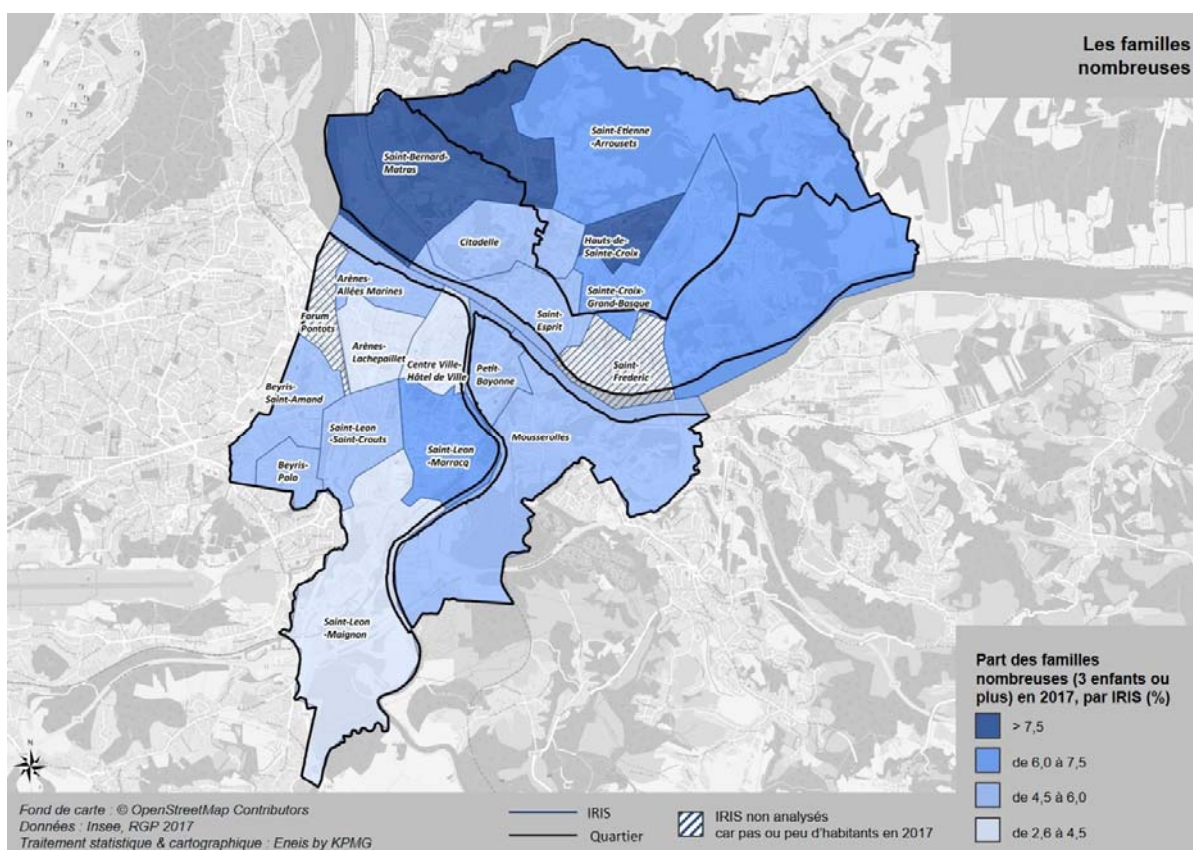 Les familles
nombreuses
Saint-Etienne
-Arrousets
Saint-Bernard-
Matras
Citadelle
Hauts-de-
Sainte-Croix
Arènes-
Allées Marines
Sainte-Croix-
Grand-Basque
Forum
Pontots
Saint-
Esprit
Arènes-
Lachepaillet
Centre Ville-
Hôtel de Ville
Petit-
Bayonne
Saint-
Frederic
Beyris-
Saint-Amand
Saint-Leon
-Saint-Crouts
Saint-Leon
-Marracq
Mousserolles
Beyris-
Pola
Saint-Leon
-Maignon
Part des familles
nombreuses (3 enfants ou
plus) en 2017, par IRIS (%)
> 7,5
de 6,0 à 7,5
de 4,5 à 6,0
de 2,6 à 4,5
N
Fond de carte : © OpenStreetMap Contributors
Données : Insee, RGP 2017
Traitement statistique & cartographique : Eneis by KPMG
IRIS
Quartier
IRIS non analysés
car pas ou peu d'habitants en 2017